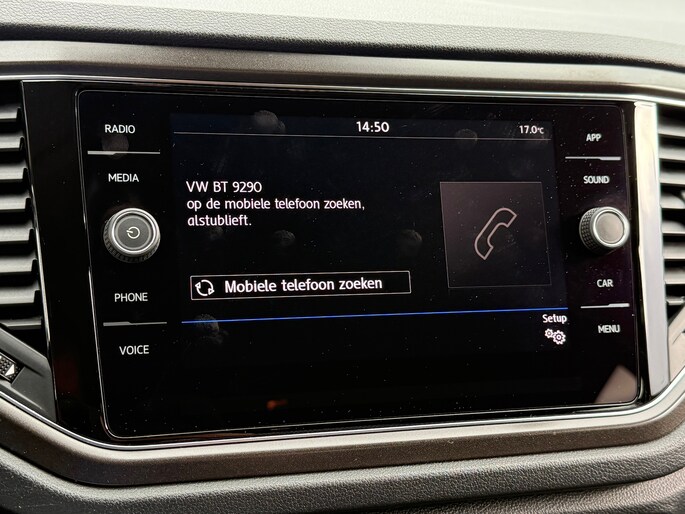 14:50
17.0°C
RADIO
MEDIA
PHONE
VOICE
VW BT 9290
op de mobiele telefoon zoeken,
alstublieft.
Mobiele telefoon zoeken
Setup
APP
SOUND
CAR
MENU